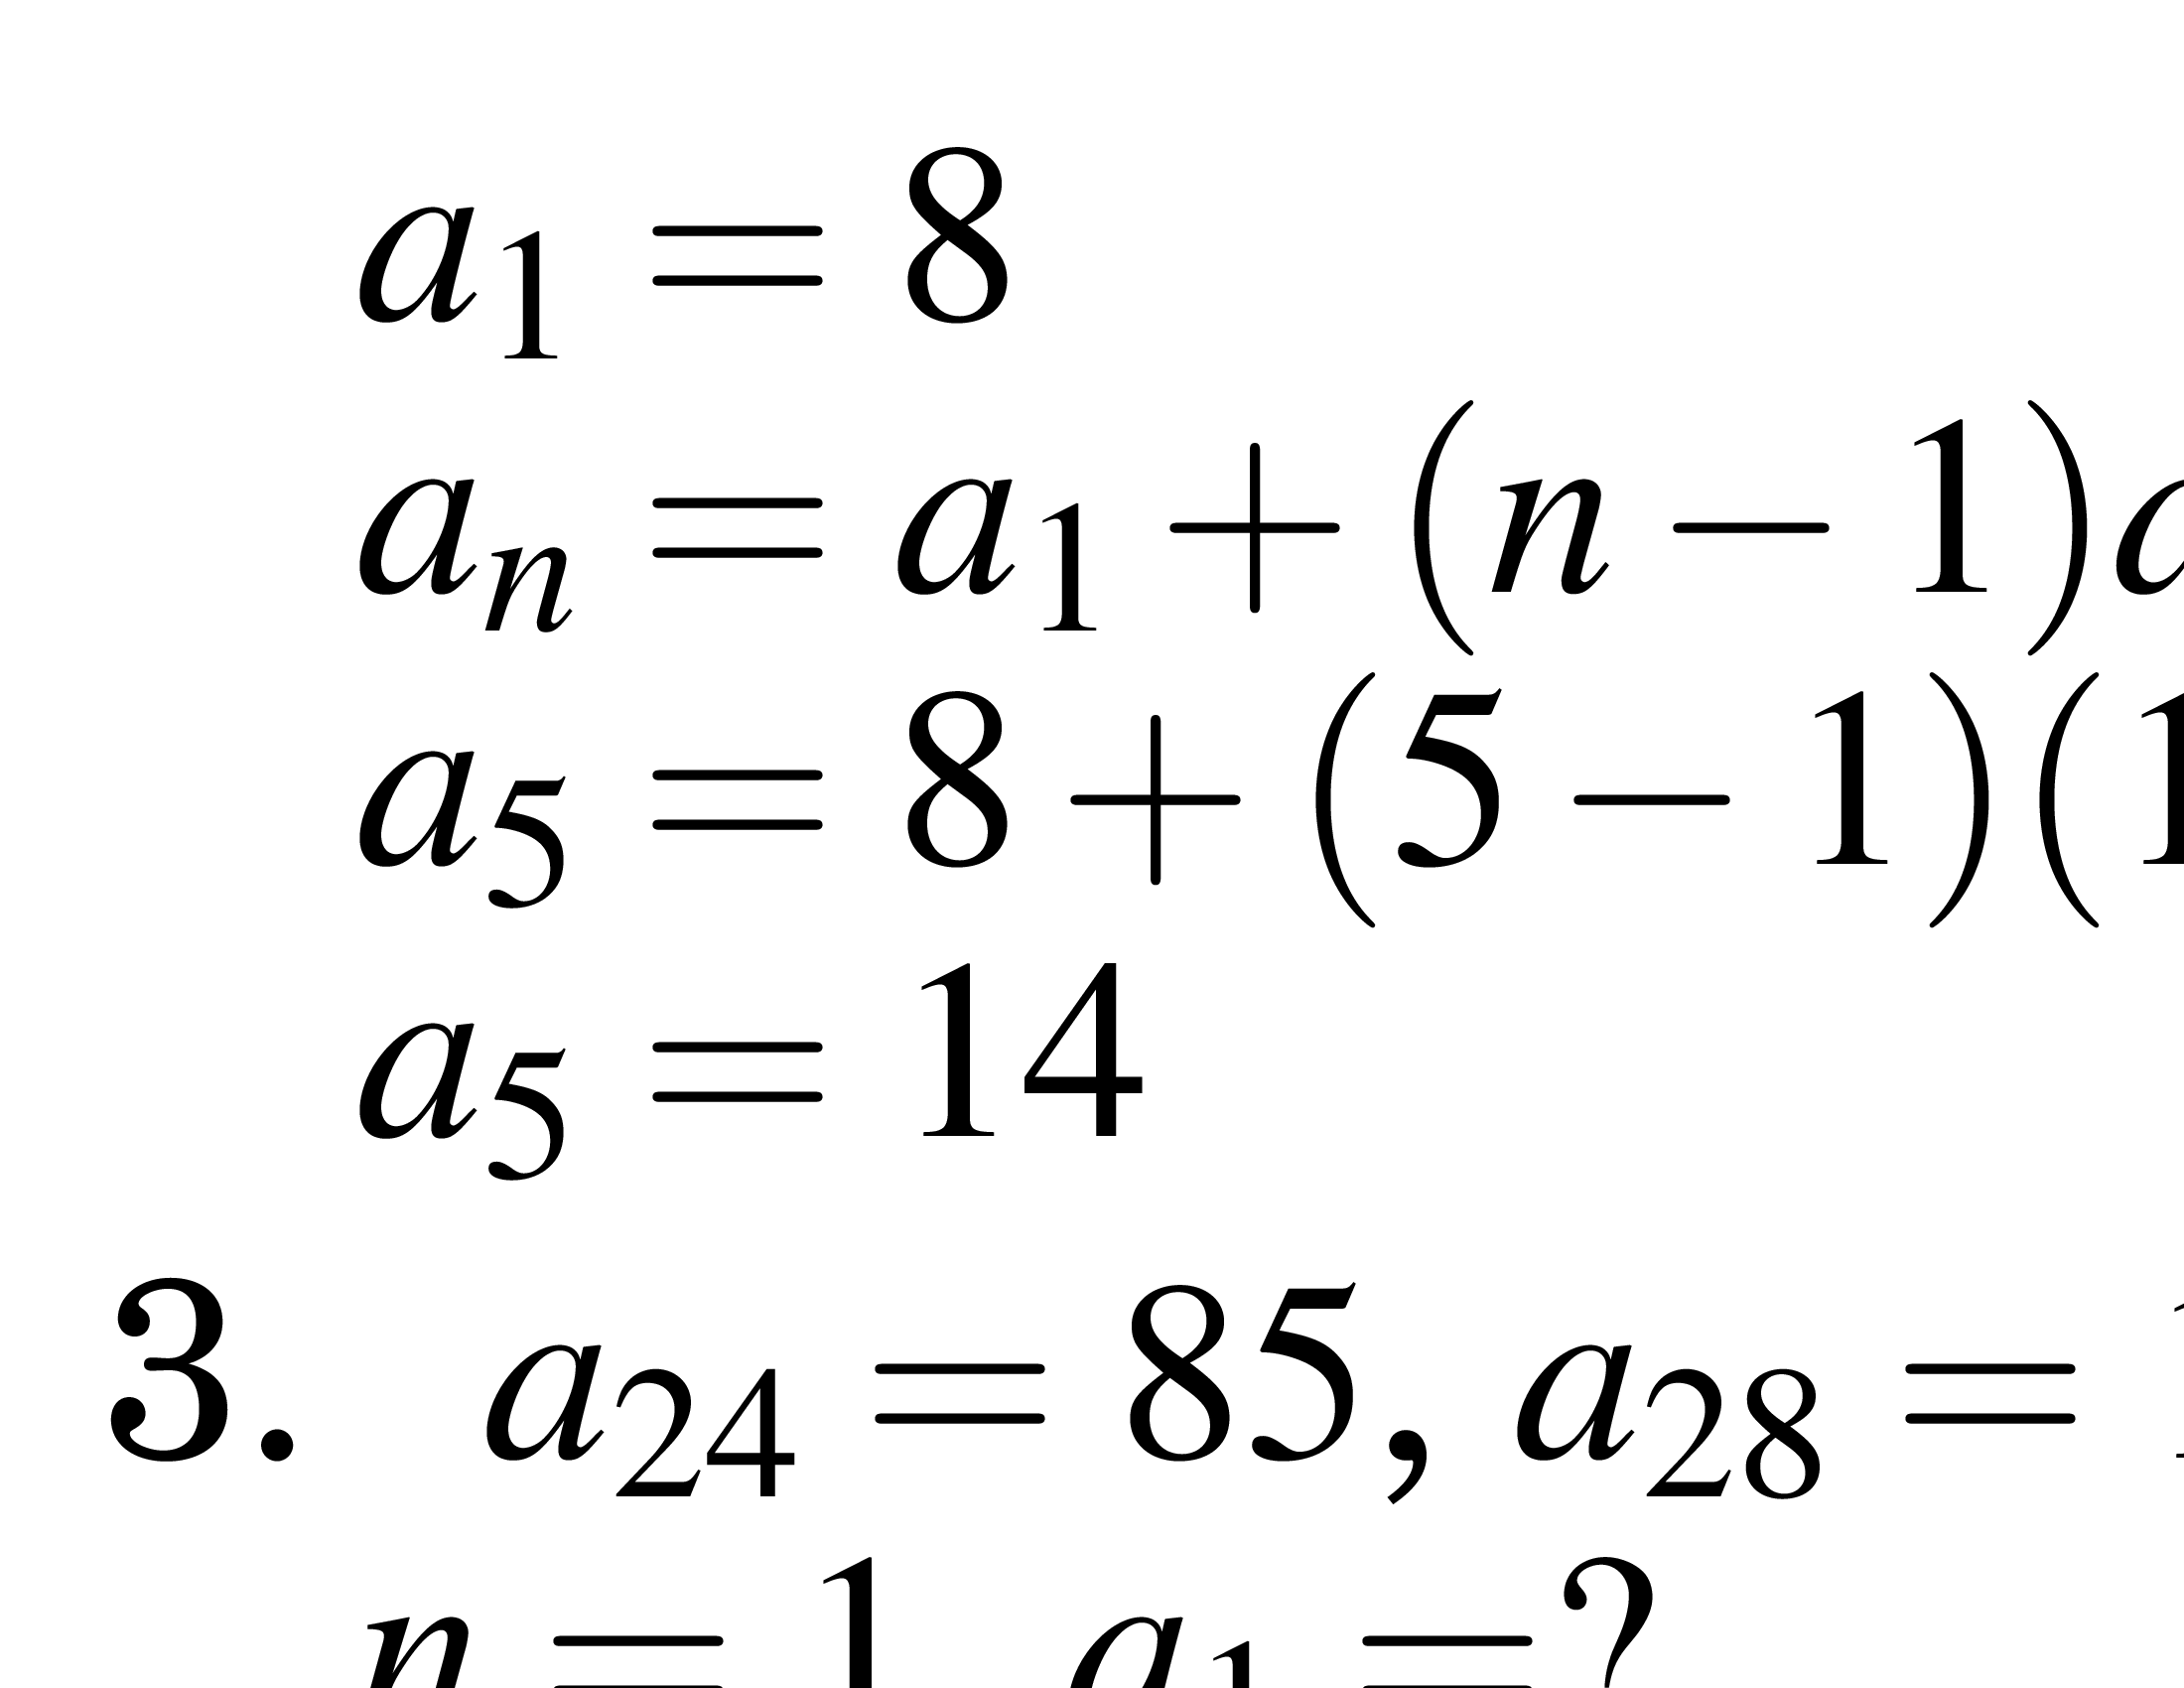 a₁ = 8
aₙ = a₁ + (n − 1)
a₅ = 8 + (5 − 1)(
a₅ = 14
3. a₂₄ = 85, a₂₈ =
n = 1 a₁ = ?